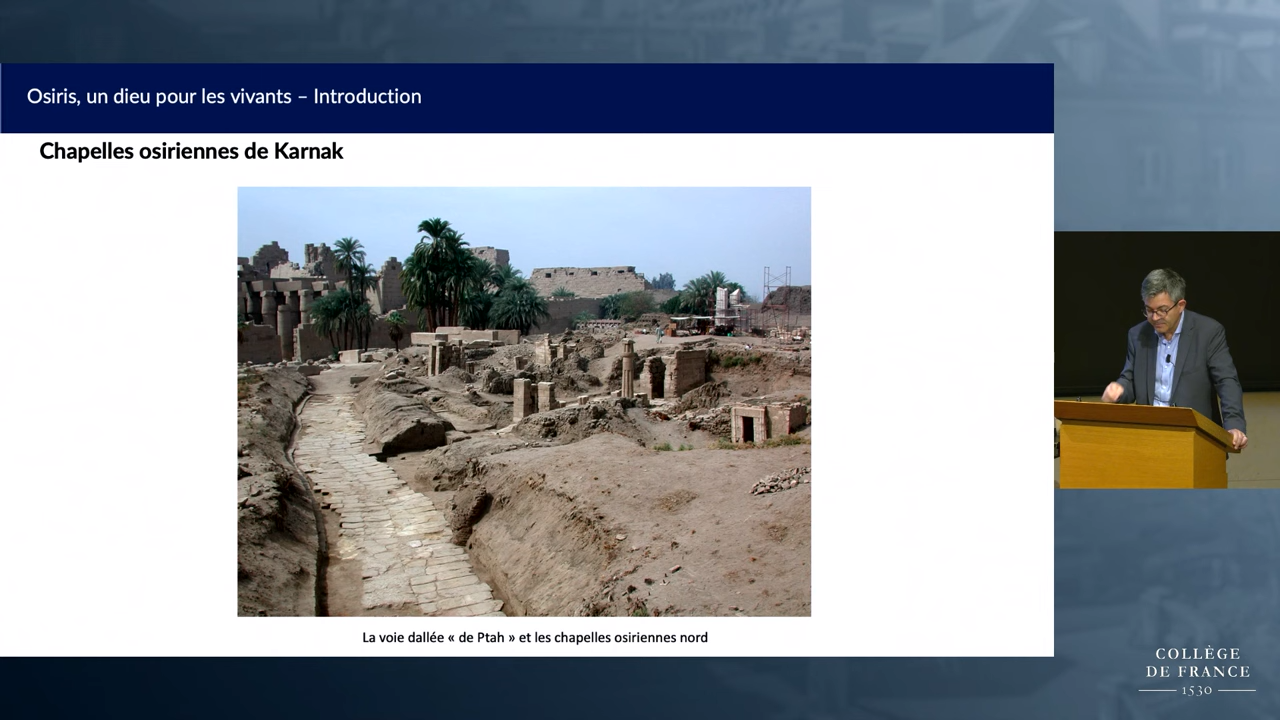 Osiris, un dieu pour les vivants – Introduction
Chapelles osiriennes de Karnak
La voie dallée « de Ptah » et les chapelles osiriennes nord
COLLÈGE
DE FRANCE
1530